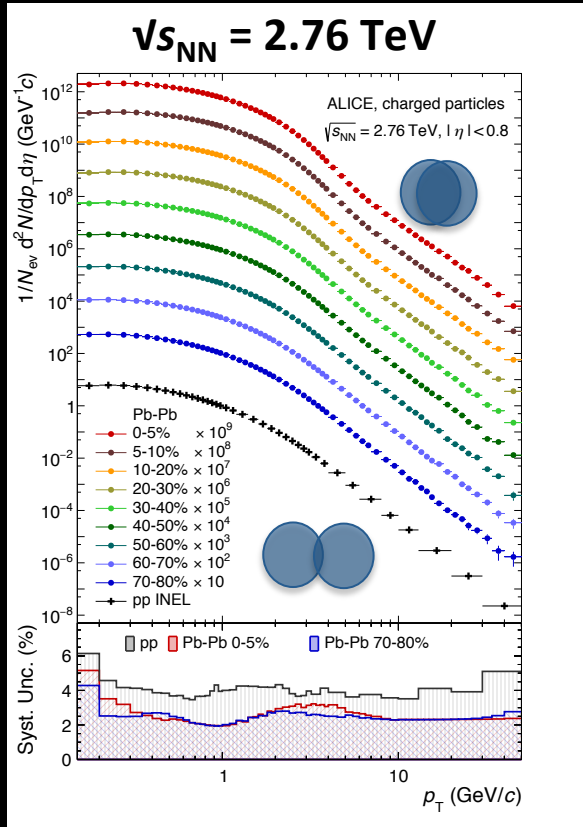 √sNN = 2.76 TeV
1/Nev d²N/dpTdη (GeV⁻¹c)
10¹²
10¹⁰
10⁸
10⁶
10⁴
10²
1
10⁻²
10⁻⁴
10⁻⁶
10⁻⁸
ALICE, charged particles
√sNN = 2.76 TeV, | η | < 0.8
Pb-Pb
0-5% × 10⁹
5-10% × 10⁸
10-20% × 10⁷
20-30% × 10⁶
30-40% × 10⁵
40-50% × 10⁴
50-60% × 10³
60-70% × 10²
70-80% × 10
pp INEL
Syst. Unc. (%)
6
4
2
0
pp Pb-Pb 0-5% Pb-Pb 70-80%
1 10
pT (GeV/c)